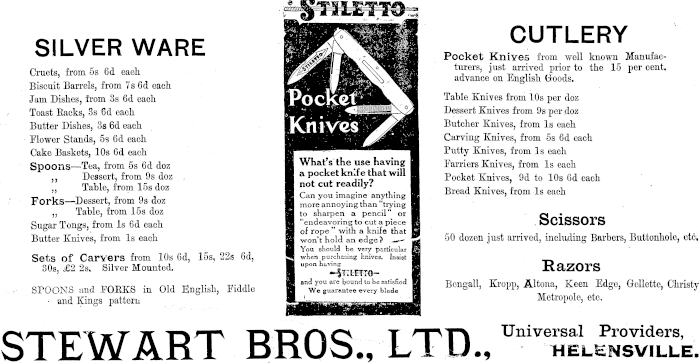 SILVER WARE
Cruets, from 5s 6d each
Biscuit Barrels, from 7s 6d each
Jam Dishes, from 3s 6d each
Toast Racks, 3s 6d each
Butter Dishes, 3s 6d each
Flower Stands, 5s 6d each
Cake Baskets, 10s 6d each
Spoons—Tea, from 5s 6d doz
,, Dessert, from 9s doz
,, Table, from 15s doz
Forks—Dessert, from 9s doz
,, Table, from 15s doz
Sugar Tongs, from 1s 6d each
Butter Knives, from 1s each
Sets of Carvers from 10s 6d, 15s, 22s 6d,
30s, £2 2s. Silver Mounted.
SPOONS and FORKS in Old English, Fiddle
and Kings pattern
STILETTO
STILETTO
Pocket
Knives
What's the use having
a pocket knife that will
not cut readily?
Can you imagine anything
more annoying than "trying
to sharpen a pencil" or
"endeavoring to cut a piece
of rope" with a knife that
won't hold an edge?
You should be very particular
when purchasing knives. Insist
upon having
—STILETTO—
and you are bound to be satisfied
We guarantee every blade
CUTLERY
Pocket Knives from well known Manufac-
turers, just arrived prior to the 15 per cent.
advance on English Goods.
Table Knives from 10s per doz
Dessert Knives from 9s per doz
Butcher Knives, from 1s each
Carving Knives, from 5s 6d each
Putty Knives, from 1s each
Farriers Knives, from 1s each
Pocket Knives, 9d to 10s 6d each
Bread Knives, from 1s each
Scissors
50 dozen just arrived, including Barbers, Buttonhole, etc.
Razors
Bengall, Kropp, Altona, Keen Edge, Gellette, Christy
Metropole, etc.
STEWART BROS., LTD.,
Universal Providers,
HELENSVILLE.